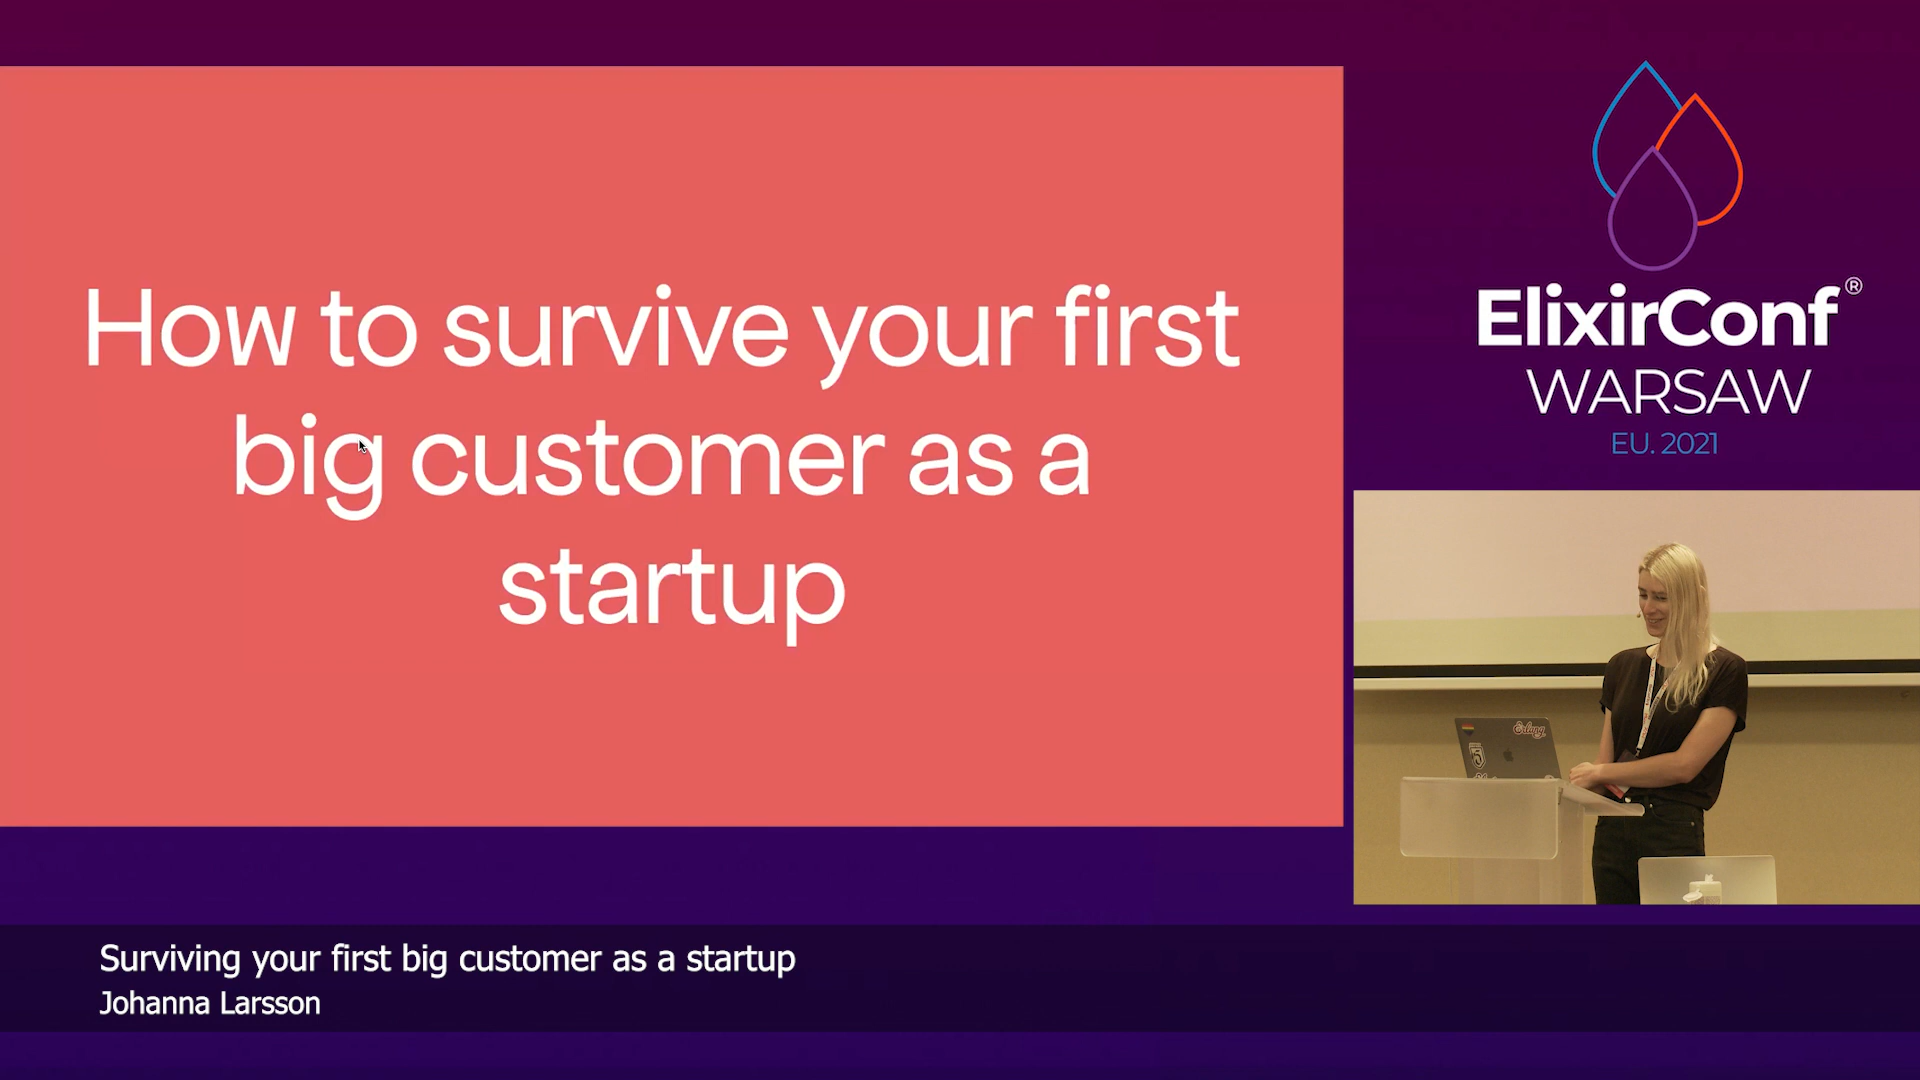 How to survive your first
big customer as a
startup
ElixirConf®
WARSAW
EU. 2021
Erlang
Surviving your first big customer as a startup
Johanna Larsson